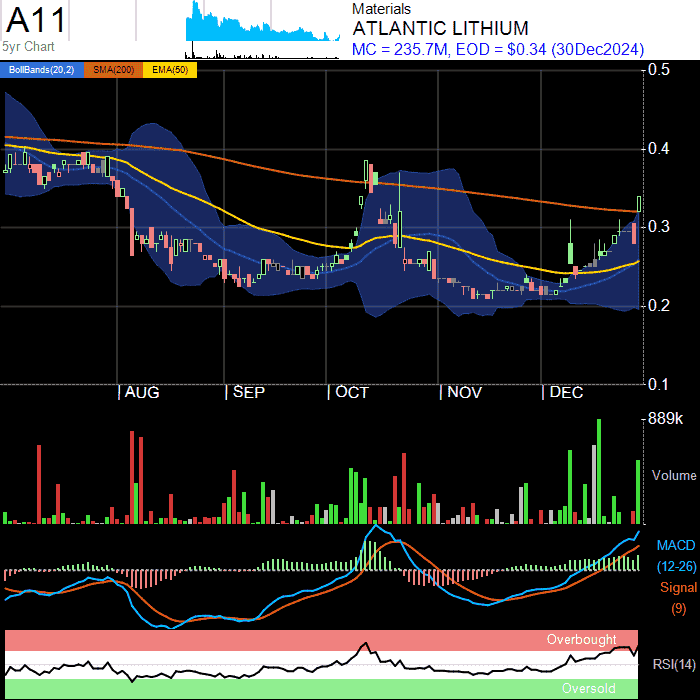 A11
5yr Chart
Materials
ATLANTIC LITHIUM
MC = 235.7M, EOD = $0.34 (30Dec2024)
BollBands(20,2) SMA(200) EMA(50)
0.5
0.4
0.3
0.2
0.1
AUG SEP OCT NOV DEC
889k
Volume
MACD
(12-26)
Signal
(9)
Overbought
RSI(14)
Oversold